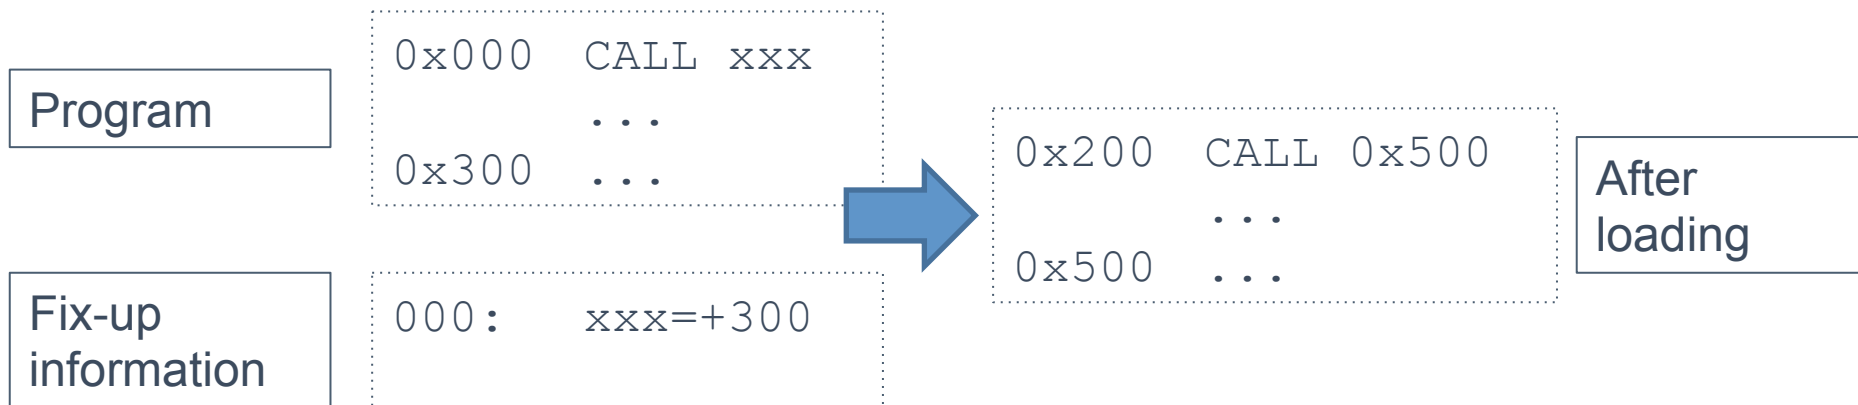 Program
0x000 CALL xxx
...
0x300 ...
Fix-up
information
000: xxx=+300
0x200 CALL 0x500
...
0x500 ...
After
loading